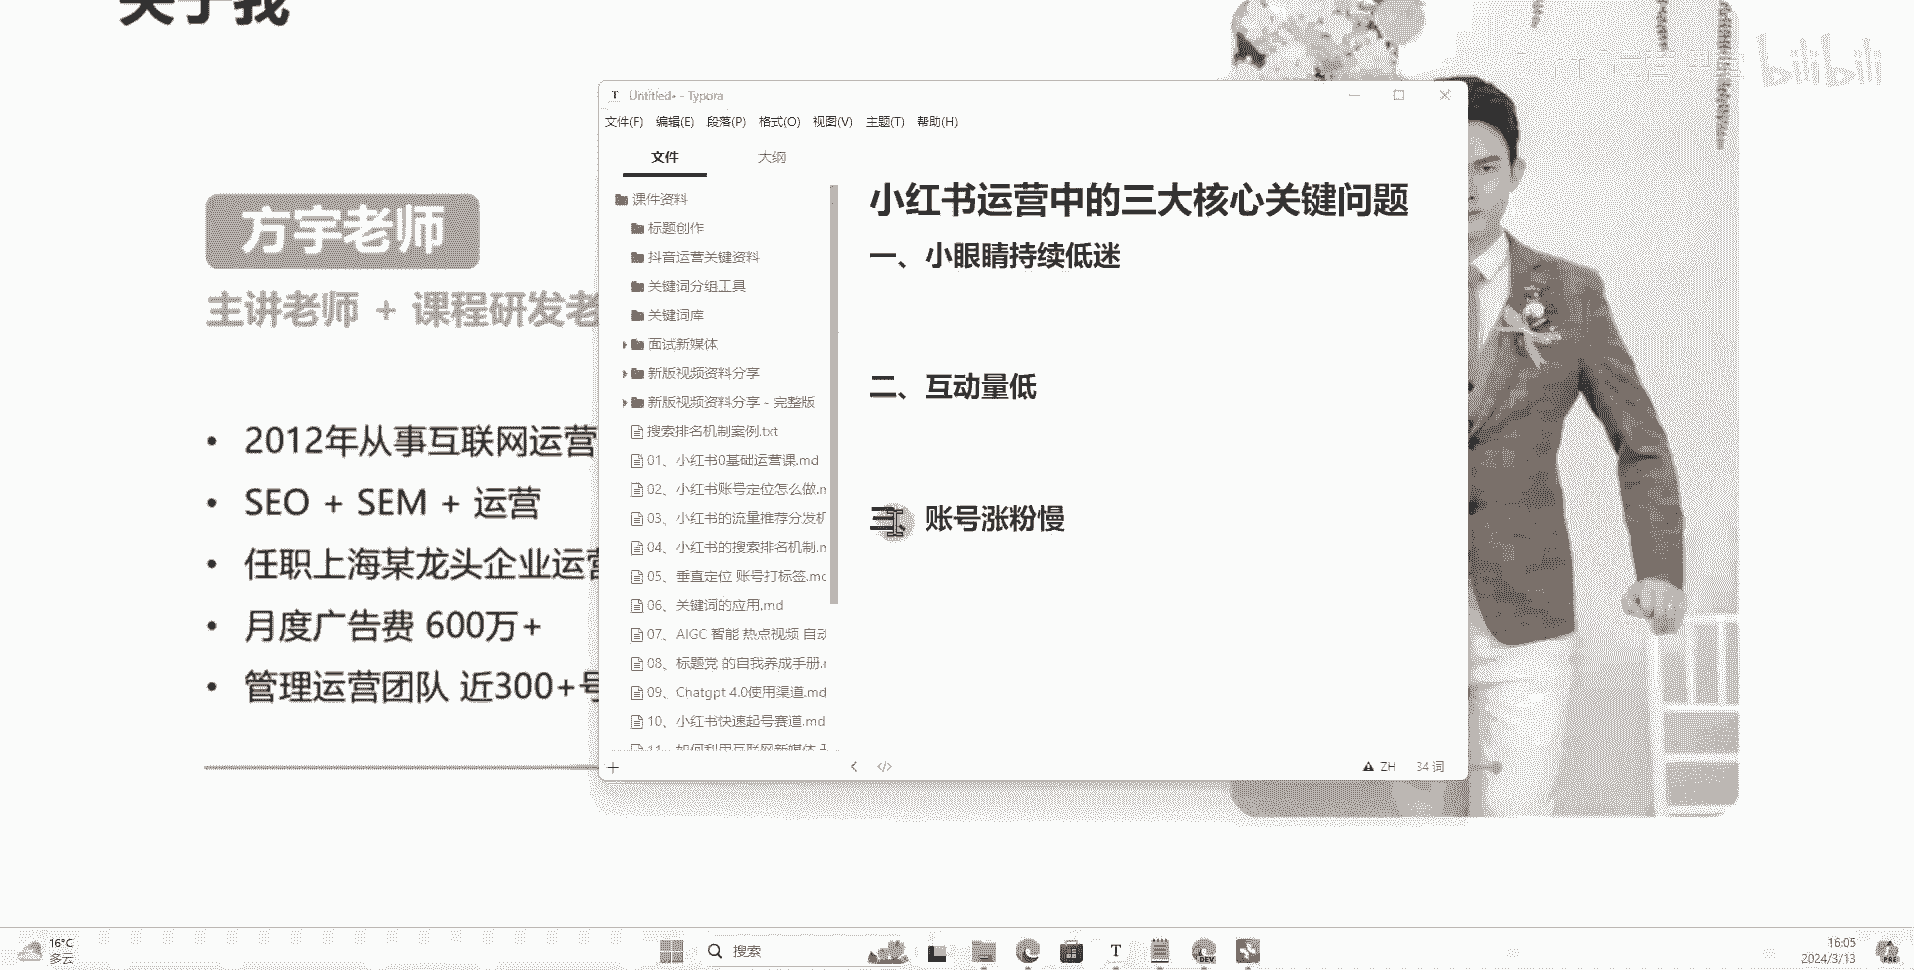 关于我
bilibili
方宇老师
主讲老师 + 课程研发老
• 2012年从事互联网运营
• SEO + SEM + 运营
• 任职上海某龙头企业运营
• 月度广告费 600万+
• 管理运营团队 近300+号
Untitled• - Typora
文件(F) 编辑(E) 段落(P) 格式(O) 视图(V) 主题(T) 帮助(H)
文件 大纲
课件资料
标题创作
抖音运营关键资料
关键词分组工具
关键词库
面试新媒体
新版视频资料分享
新版视频资料分享 - 完整版
搜索排名机制案例.txt
01、小红书0基础运营课.md
02、小红书账号定位怎么做.m
03、小红书的流量推荐分发机
04、小红书的搜索排名机制.m
05、垂直定位 账号打标签.md
06、关键词的应用.md
07、AIGC 智能 热点视频 自动
08、标题党 的自我养成手册.m
09、Chatgpt 4.0使用渠道.md
10、小红书快速起号赛道.md
11、如何利用互联网新媒体
小红书运营中的三大核心关键问题
一、小眼睛持续低迷
二、互动量低
三、账号涨粉慢
ZH 34 词
16°C
多云
搜索
T
DEV
16:05
2024/3/13
PRE